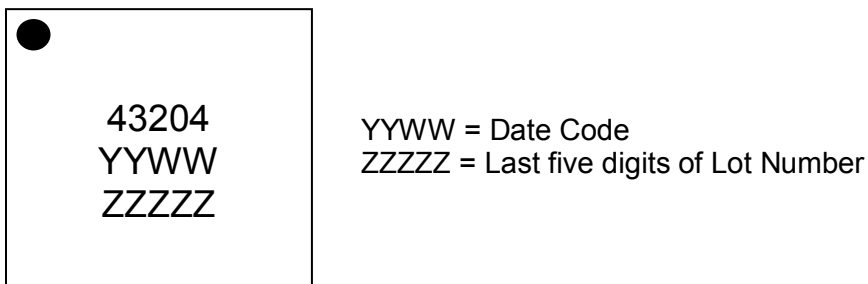 43204
YYWW
ZZZZZ
YYWW = Date Code
ZZZZZ = Last five digits of Lot Number